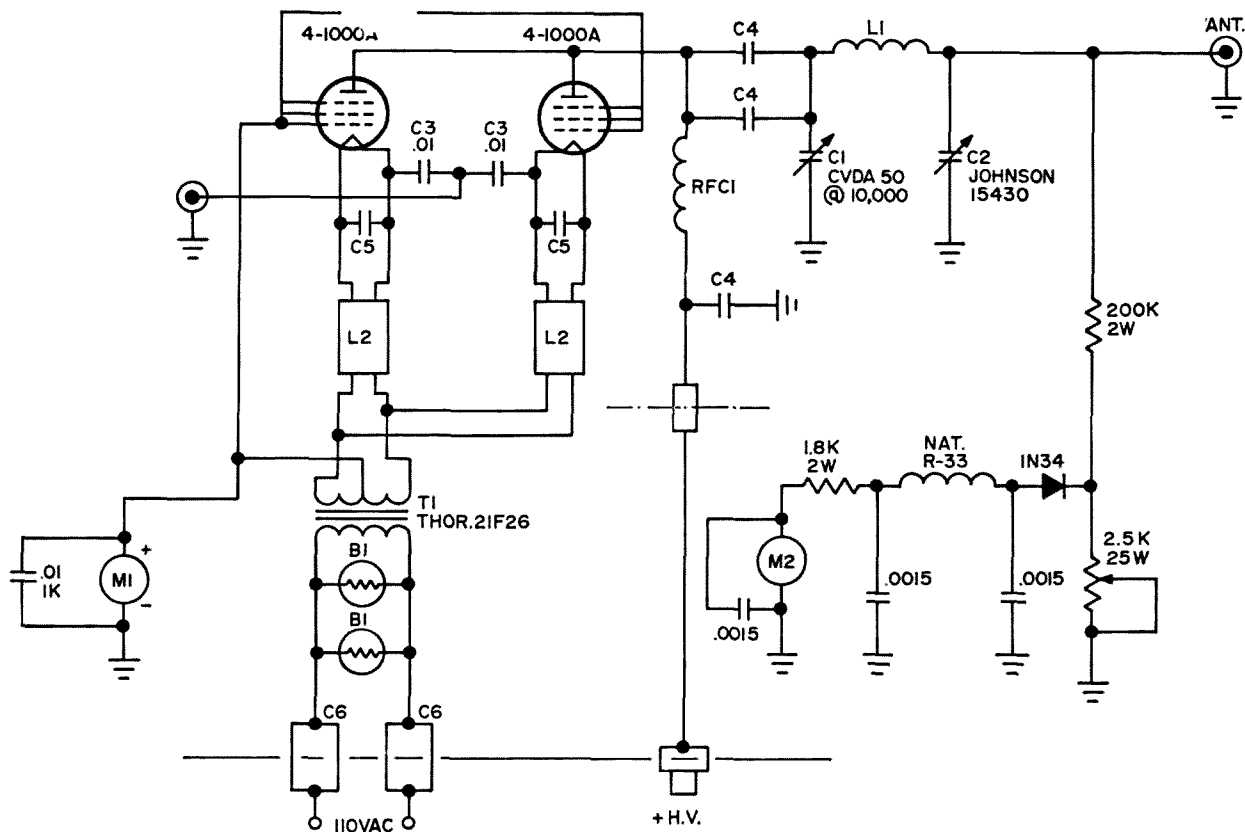 4-1000A
4-1000A
C4
L1
ANT.
C4
C3
.01
C3
.01
C1
CVDA 50
@ 10,000
C2
JOHNSON
15430
RFC1
C5
C5
C4
L2
L2
200K
2W
1.8K
2W
NAT.
R-33
1N34
T1
THOR.21F26
2.5K
25W
B1
M2
.01
1K
+
M1
-
.0015
.0015
.0015
B1
C6
C6
110VAC
+ H.V.